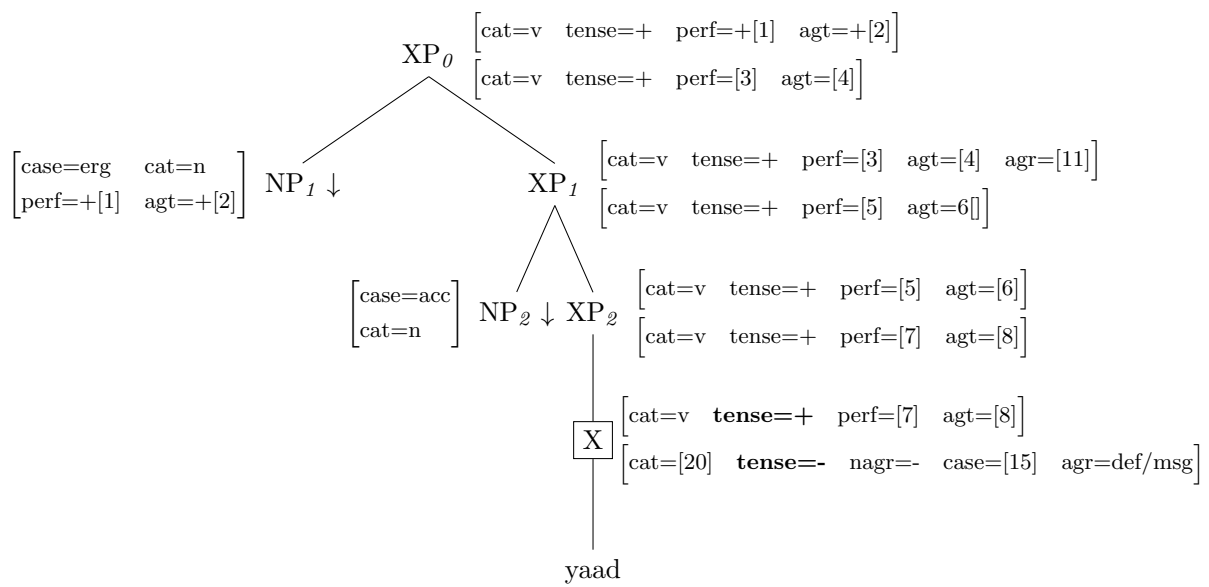 [cat=v tense=+ perf=+[1] agt=+[2]]
XP0
[cat=v tense=+ perf=[3] agt=[4]]
[case=erg cat=n
perf=+[1] agt=+[2]]
NP1 ↓
XP1
[cat=v tense=+ perf=[3] agt=[4] agr=[11]]
[cat=v tense=+ perf=[5] agt=6[]]
[case=acc
cat=n]
NP2 ↓ XP2
[cat=v tense=+ perf=[5] agt=[6]]
[cat=v tense=+ perf=[7] agt=[8]]
[cat=v tense=+ perf=[7] agt=[8]]
X
[cat=[20] tense=- nagr=- case=[15] agr=def/msg]
yaad